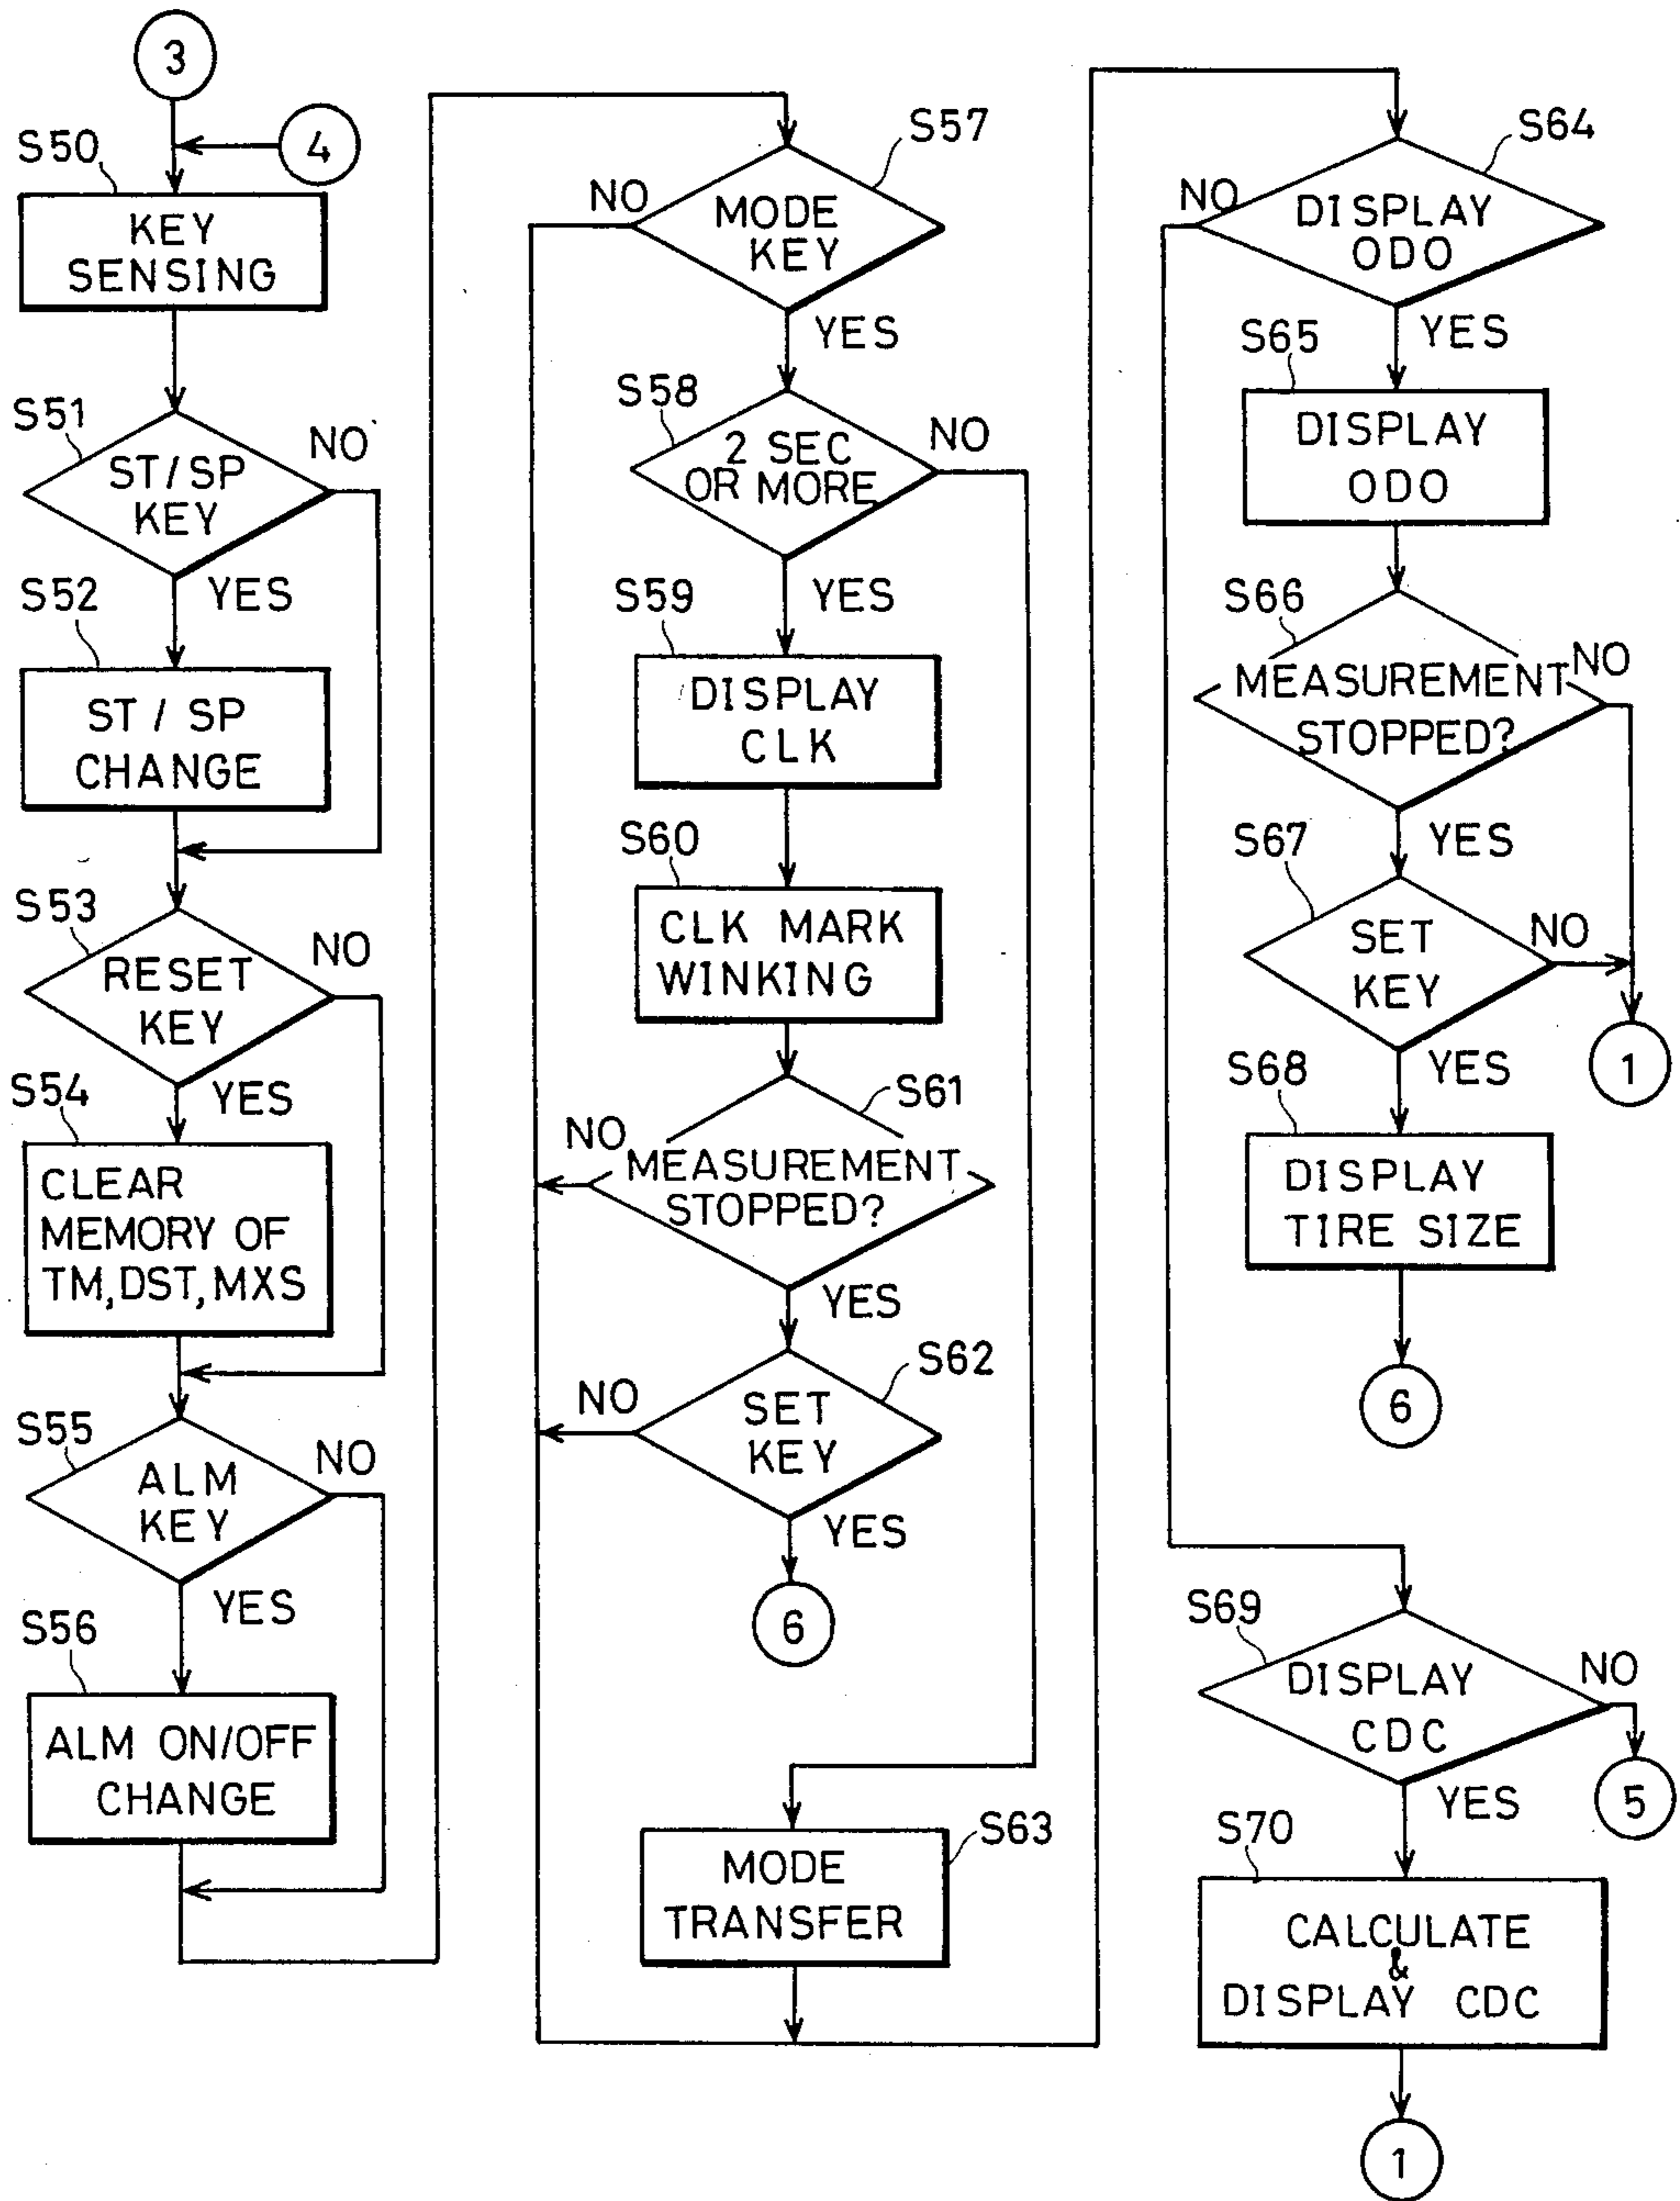 3
4
S50
KEY
SENSING
S51
ST/SP
KEY
NO
YES
S52
ST / SP
CHANGE
S53
RESET
KEY
NO
YES
S54
CLEAR
MEMORY OF
TM, DST, MXS
S55
ALM
KEY
NO
YES
S56
ALM ON/OFF
CHANGE
S57
NO
MODE
KEY
YES
S58
2 SEC
OR MORE
NO
YES
S59
DISPLAY
CLK
S60
CLK MARK
WINKING
S61
NO
MEASUREMENT
STOPPED?
YES
S62
NO
SET
KEY
YES
6
S63
MODE
TRANSFER
S64
NO
DISPLAY
ODO
YES
S65
DISPLAY
ODO
S66
MEASUREMENT
STOPPED?
NO
YES
S67
SET
KEY
NO
1
YES
S68
DISPLAY
TIRE SIZE
6
S69
DISPLAY
CDC
NO
5
YES
S70
CALCULATE
&
DISPLAY CDC
1